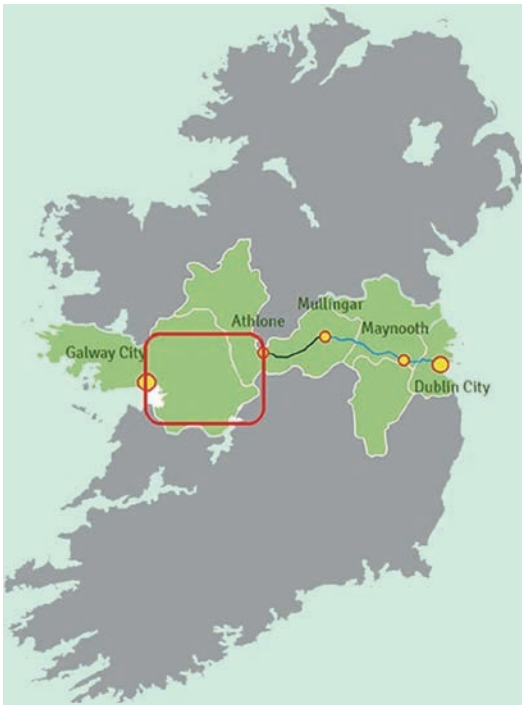 Mullingar
Athlone
Maynooth
Galway City
Dublin City